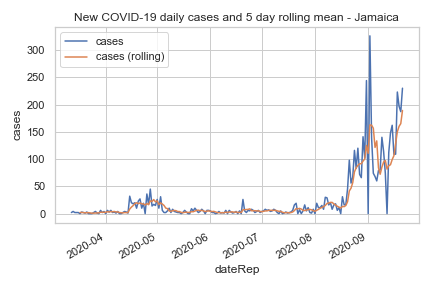 New COVID-19 daily cases and 5 day rolling mean - Jamaica
cases
cases (rolling)
cases
300
250
200
150
100
50
0
2020-04
2020-05
2020-06
2020-07
2020-08
2020-09
dateRep